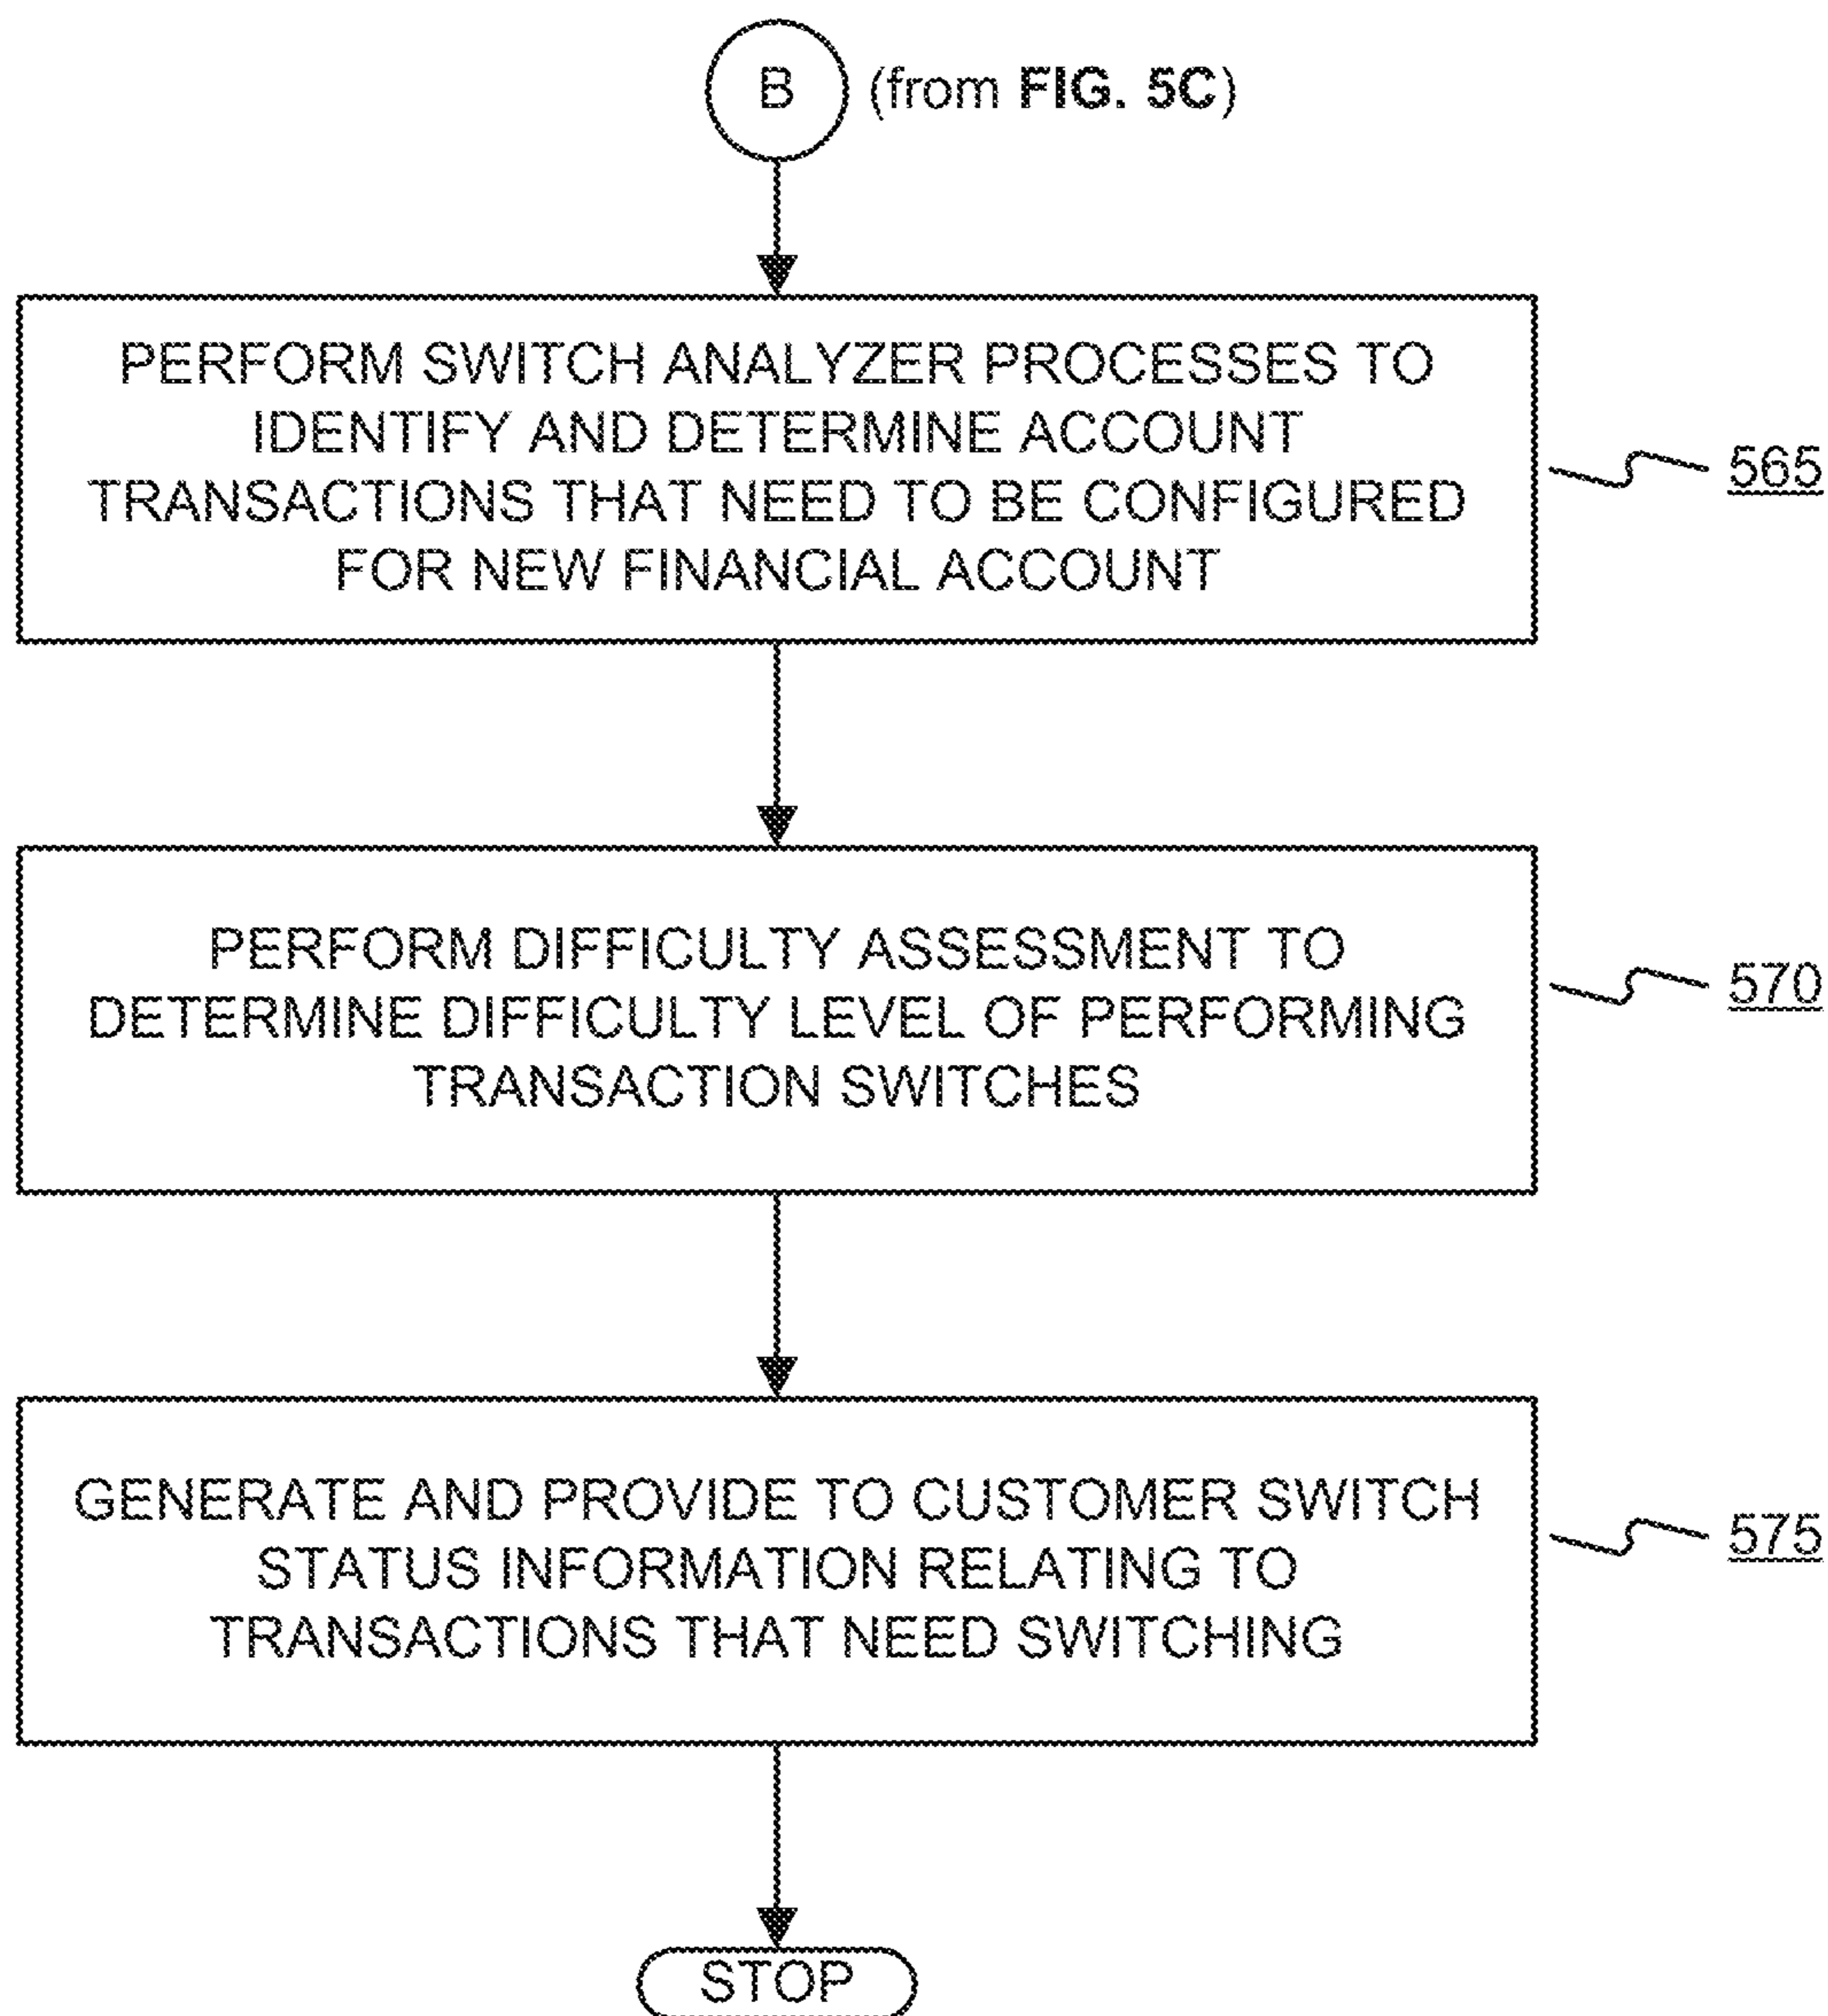 B (from FIG. 5C)
PERFORM SWITCH ANALYZER PROCESSES TO
IDENTIFY AND DETERMINE ACCOUNT
TRANSACTIONS THAT NEED TO BE CONFIGURED
FOR NEW FINANCIAL ACCOUNT
565
PERFORM DIFFICULTY ASSESSMENT TO
DETERMINE DIFFICULTY LEVEL OF PERFORMING
TRANSACTION SWITCHES
570
GENERATE AND PROVIDE TO CUSTOMER SWITCH
STATUS INFORMATION RELATING TO
TRANSACTIONS THAT NEED SWITCHING
575
STOP